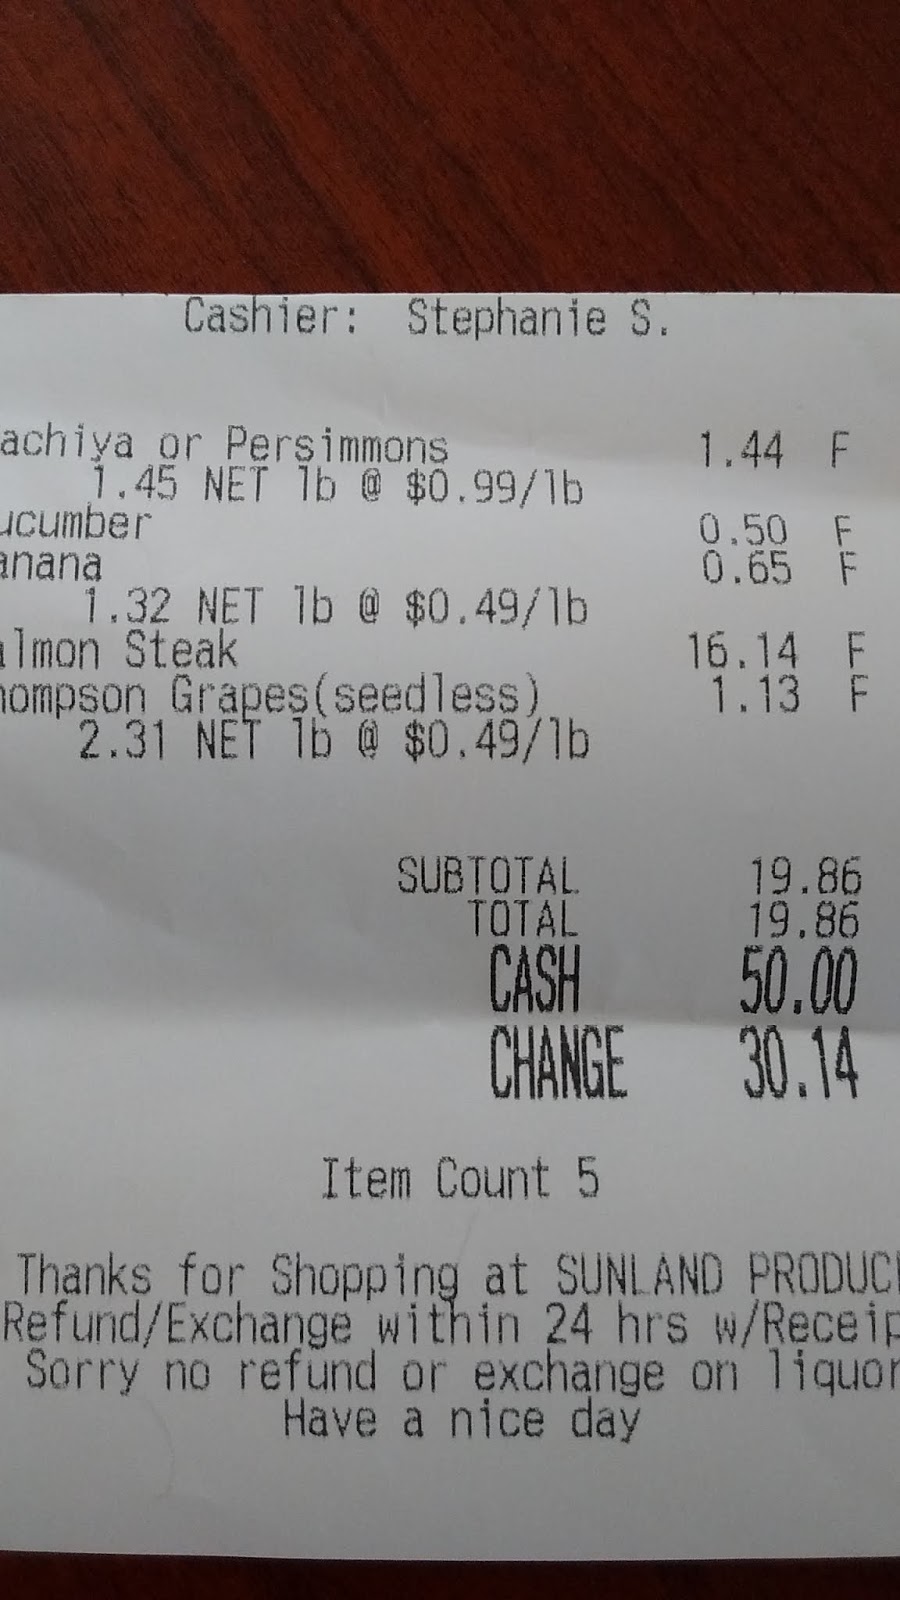 Cashier: Stephanie S.
achiya or Persimmons 1.44 F
1.45 NET lb @ $0.99/lb
ucumber 0.50 F
anana 0.65 F
1.32 NET lb @ $0.49/lb
almon Steak 16.14 F
hompson Grapes(seedless) 1.13 F
2.31 NET lb @ $0.49/lb
SUBTOTAL 19.86
TOTAL 19.86
CASH 50.00
CHANGE 30.14
Item Count 5
Thanks for Shopping at SUNLAND PRODUC
Refund/Exchange within 24 hrs w/Receip
Sorry no refund or exchange on liquor
Have a nice day